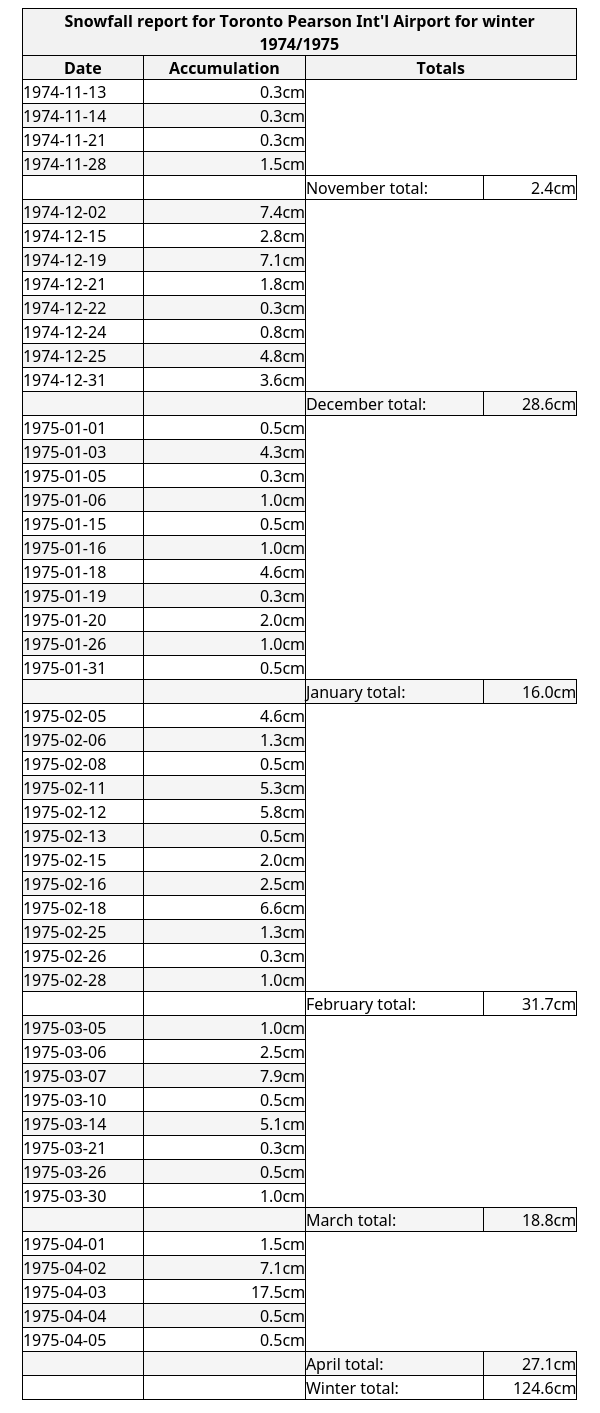 Snowfall report for Toronto Pearson Int'l Airport for winter
1974/1975
Date Accumulation Totals
1974-11-13 0.3cm
1974-11-14 0.3cm
1974-11-21 0.3cm
1974-11-28 1.5cm
November total: 2.4cm
1974-12-02 7.4cm
1974-12-15 2.8cm
1974-12-19 7.1cm
1974-12-21 1.8cm
1974-12-22 0.3cm
1974-12-24 0.8cm
1974-12-25 4.8cm
1974-12-31 3.6cm
December total: 28.6cm
1975-01-01 0.5cm
1975-01-03 4.3cm
1975-01-05 0.3cm
1975-01-06 1.0cm
1975-01-15 0.5cm
1975-01-16 1.0cm
1975-01-18 4.6cm
1975-01-19 0.3cm
1975-01-20 2.0cm
1975-01-26 1.0cm
1975-01-31 0.5cm
January total: 16.0cm
1975-02-05 4.6cm
1975-02-06 1.3cm
1975-02-08 0.5cm
1975-02-11 5.3cm
1975-02-12 5.8cm
1975-02-13 0.5cm
1975-02-15 2.0cm
1975-02-16 2.5cm
1975-02-18 6.6cm
1975-02-25 1.3cm
1975-02-26 0.3cm
1975-02-28 1.0cm
February total: 31.7cm
1975-03-05 1.0cm
1975-03-06 2.5cm
1975-03-07 7.9cm
1975-03-10 0.5cm
1975-03-14 5.1cm
1975-03-21 0.3cm
1975-03-26 0.5cm
1975-03-30 1.0cm
March total: 18.8cm
1975-04-01 1.5cm
1975-04-02 7.1cm
1975-04-03 17.5cm
1975-04-04 0.5cm
1975-04-05 0.5cm
April total: 27.1cm
Winter total: 124.6cm